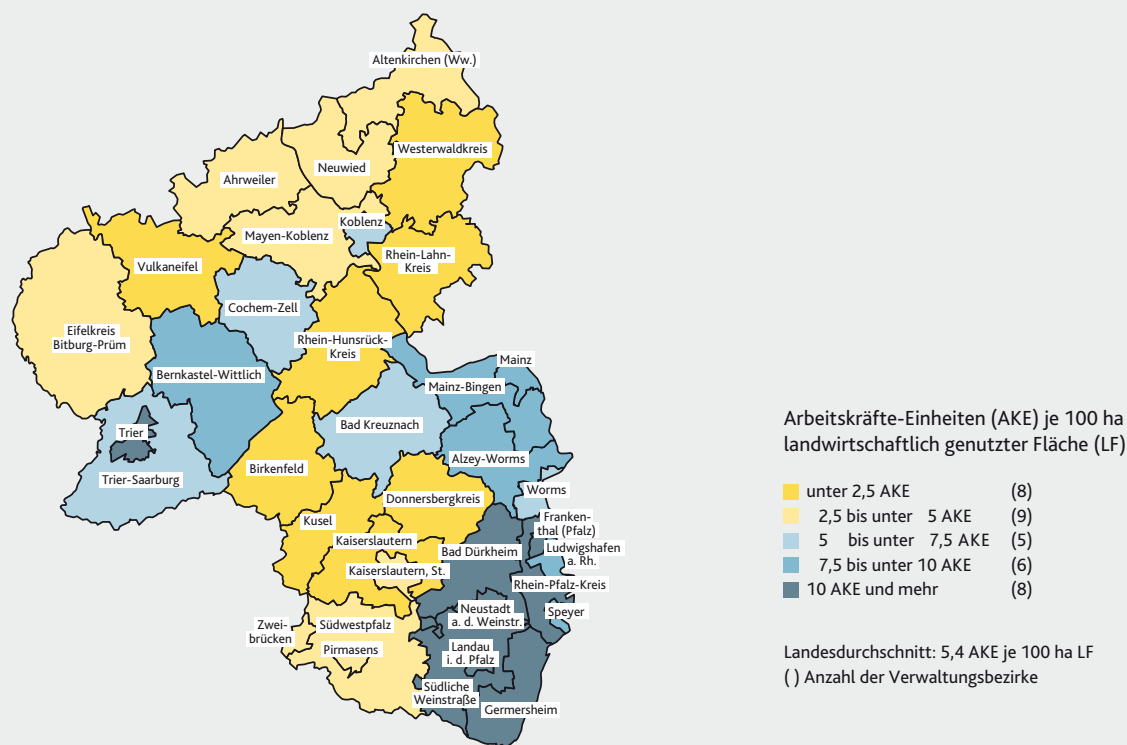 Altenkirchen (Ww.)
Westerwaldkreis
Neuwied
Ahrweiler
Koblenz
Mayen-Koblenz
Rhein-Lahn-
Kreis
Vulkaneifel
Cochem-Zell
Eifelkreis
Bitburg-Prüm
Rhein-Hunsrück-
Kreis
Mainz
Bernkastel-Wittlich
Mainz-Bingen
Bad Kreuznach
Trier
Alzey-Worms
Birkenfeld
Trier-Saarburg
Worms
Donnersbergkreis
Kusel
Franken-
thal (Pfalz)
Kaiserslautern
Bad Dürkheim
Ludwigshafen
a. Rh.
Kaiserslautern, St.
Rhein-Pfalz-Kreis
Neustadt
a. d. Weinstr.
Speyer
Zwei-
brücken
Südwestpfalz
Pirmasens
Landau
i. d. Pfalz
Südliche
Weinstraße
Germersheim
Arbeitskräfte-Einheiten (AKE) je 100 ha
landwirtschaftlich genutzter Fläche (LF)
unter 2,5 AKE (8)
2,5 bis unter 5 AKE (9)
5 bis unter 7,5 AKE (5)
7,5 bis unter 10 AKE (6)
10 AKE und mehr (8)
Landesdurchschnitt: 5,4 AKE je 100 ha LF
( ) Anzahl der Verwaltungsbezirke